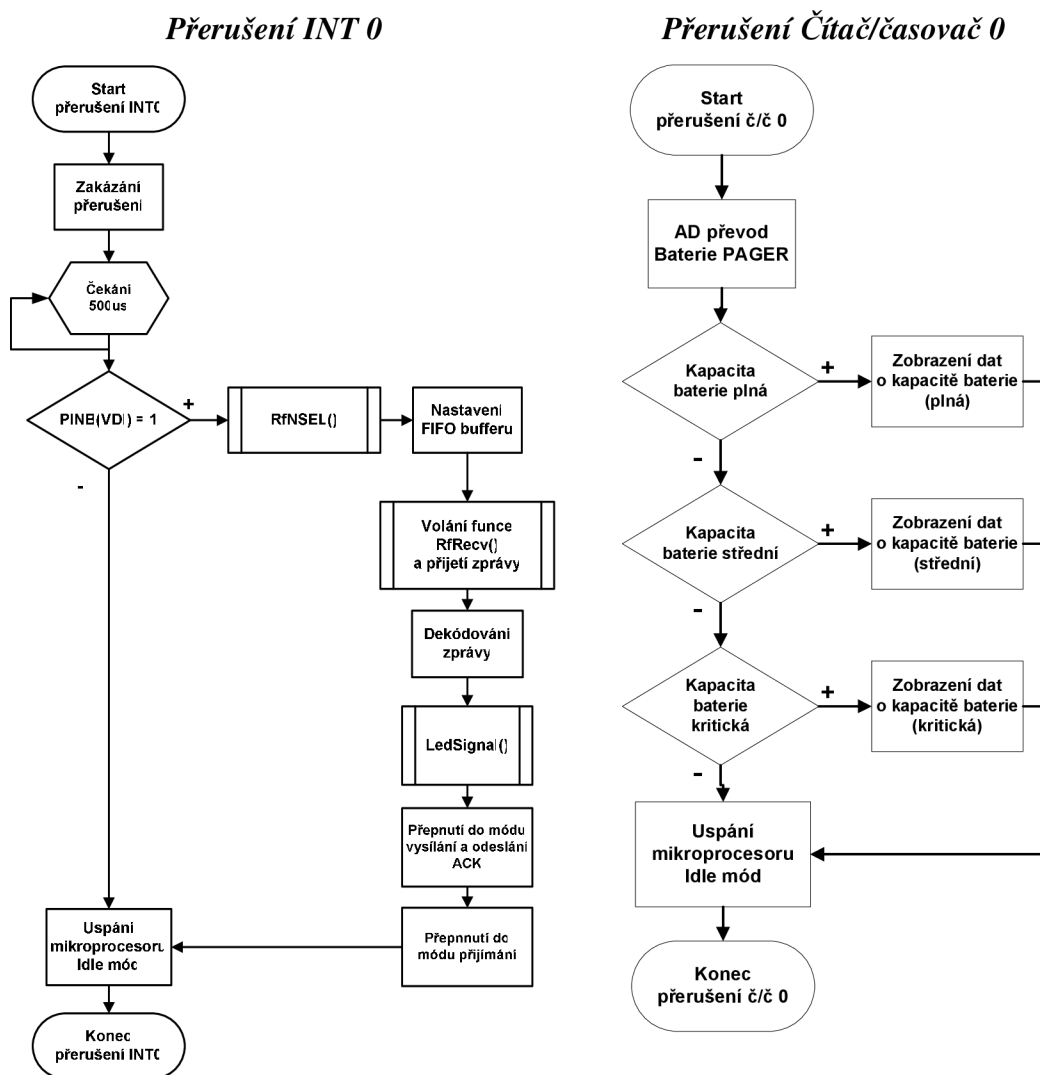 Přerušení INT 0
Start
přerušení INT0
Zakázání
přerušení
Čekání
500us
PINB(VDI) = 1
+
-
RfNSEL()
Nastavení
FIFO bufferu
Volání funce
RfRecv()
a přijetí zprávy
Dekódování
zprávy
LedSignal()
Přepnutí do módu
vysílání a odeslání
ACK
Přepnnutí do
módu přijímání
Uspání
mikroprocesoru
Idle mód
Konec
přerušení INT0
Přerušení Čítač/časovač 0
Start
přerušení č/č 0
AD převod
Baterie PAGER
Kapacita
baterie plná
+
Zobrazení dat
o kapacitě baterie
(plná)
-
Kapacita
baterie střední
+
Zobrazení dat
o kapacitě baterie
(střední)
-
Kapacita
baterie
kritická
+
Zobrazení dat
o kapacitě baterie
(kritická)
-
Uspání
mikroprocesoru
Idle mód
Konec
přerušení č/č 0